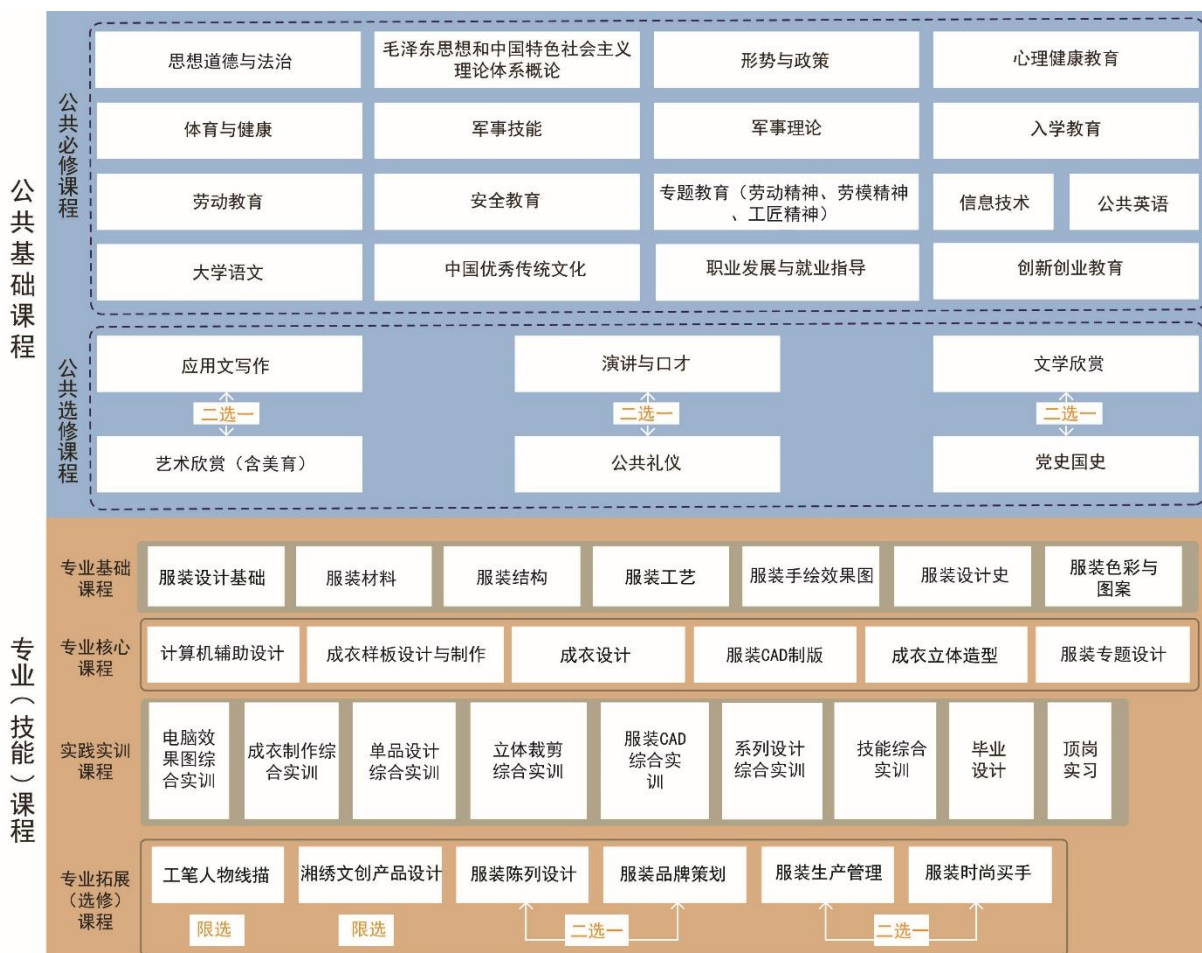 公共基础课程
公共必修课程
思想道德与法治
毛泽东思想和中国特色社会主义
理论体系概论
形势与政策
心理健康教育
体育与健康
军事技能
军事理论
入学教育
劳动教育
安全教育
专题教育（劳动精神、劳模精神
、工匠精神）
信息技术
公共英语
大学语文
中国优秀传统文化
职业发展与就业指导
创新创业教育
公共选修课程
应用文写作
演讲与口才
文学欣赏
二选一
二选一
二选一
艺术欣赏（含美育）
公共礼仪
党史国史
专业（技能）课程
专业基础
课程
服装设计基础
服装材料
服装结构
服装工艺
服装手绘效果图
服装设计史
服装色彩与
图案
专业核心
课程
计算机辅助设计
成衣样板设计与制作
成衣设计
服装CAD制版
成衣立体造型
服装专题设计
实践实训
课程
电脑效
果图综
合实训
成衣制作综
合实训
单品设计
综合实训
立体裁剪
综合实训
服装CAD
综合实
训
系列设计
综合实训
技能综合
实训
毕业
设计
顶岗
实习
专业拓展
（选修）
课程
工笔人物线描
湘绣文创产品设计
服装陈列设计
服装品牌策划
服装生产管理
服装时尚买手
限选
限选
二选一
二选一